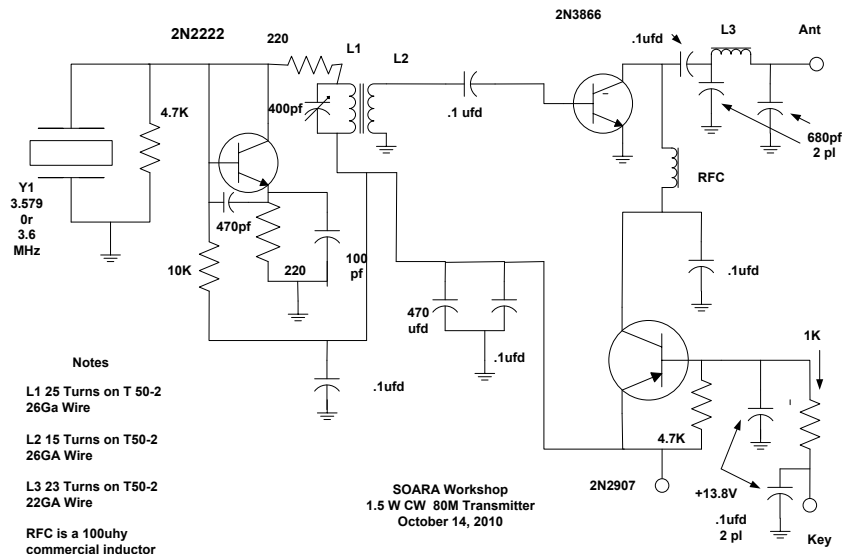 2N3866
2N2222
220
L1
L2
.1ufd
L3
Ant
400pf
4.7K
.1 ufd
680pf
2 pl
RFC
Y1
3.579
0r
3.6
MHz
470pf
100
pf
10K
220
.1ufd
470
ufd
.1ufd
1K
Notes
.1ufd
L1 25 Turns on T 50-2
26Ga Wire
L2 15 Turns on T50-2
26GA Wire
4.7K
L3 23 Turns on T50-2
22GA Wire
SOARA Workshop
1.5 W CW 80M Transmitter
October 14, 2010
2N2907
+13.8V
.1ufd
2 pl
Key
RFC is a 100uhy
commercial inductor